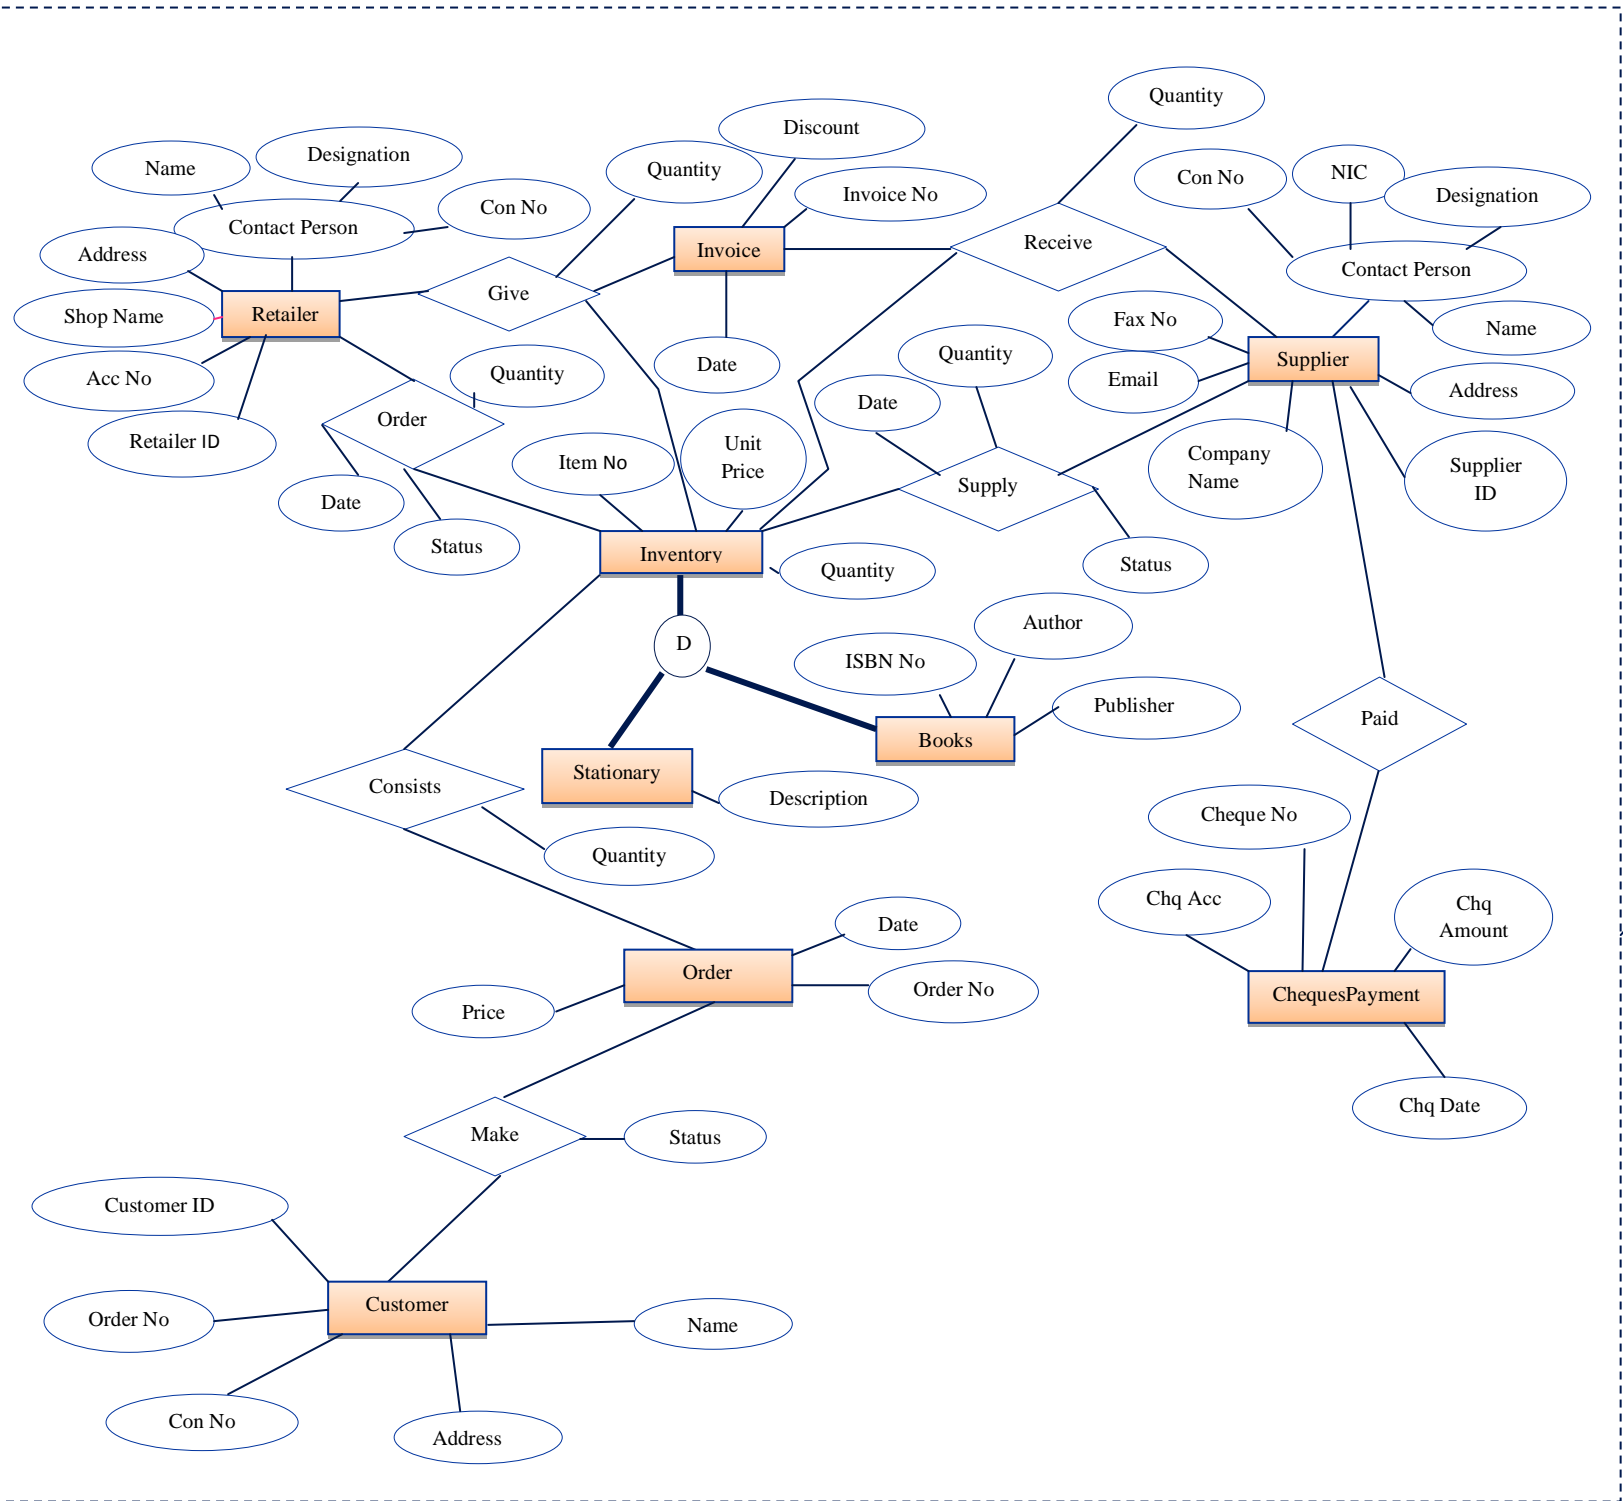 Quantity
Discount
Name
Designation
Quantity
Con No
NIC
Invoice No
Designation
Con No
Contact Person
Address
Invoice
Receive
Contact Person
Give
Shop Name
Retailer
Fax No
Name
Quantity
Supplier
Date
Acc No
Quantity
Email
Address
Date
Order
Retailer ID
Unit
Price
Item No
Company
Name
Supplier
ID
Supply
Date
Status
Inventory
Quantity
Status
Author
D
ISBN No
Publisher
Paid
Books
Stationary
Consists
Description
Cheque No
Quantity
Chq Acc
Chq
Amount
Date
Order
Order No
ChequesPayment
Price
Chq Date
Make
Status
Customer ID
Customer
Order No
Name
Con No
Address